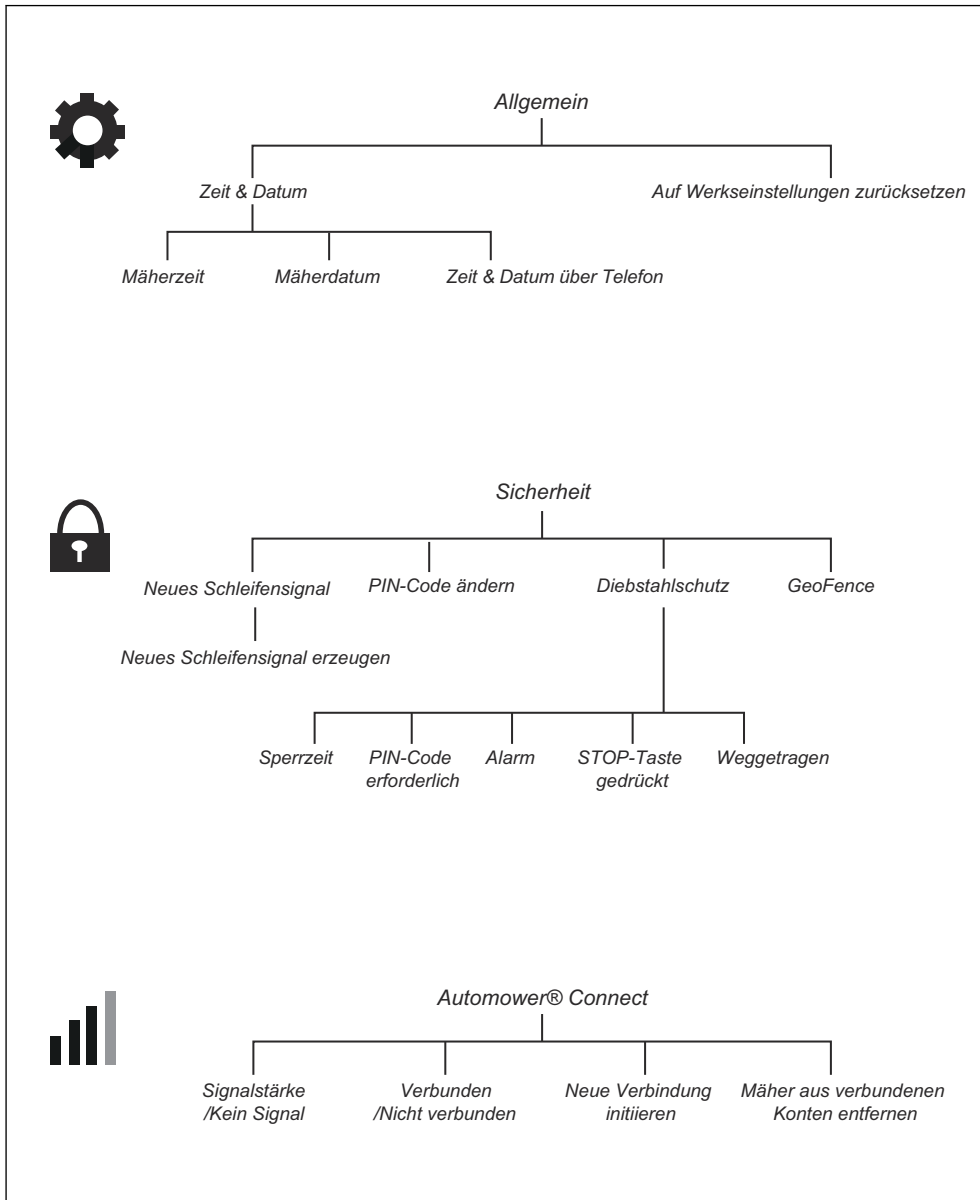 Allgemein
Zeit & Datum
Auf Werkseinstellungen zurücksetzen
Mäherzeit
Mäherdatum
Zeit & Datum über Telefon
Sicherheit
Neues Schleifensignal
PIN-Code ändern
Diebstahlschutz
GeoFence
Neues Schleifensignal erzeugen
Sperrzeit
PIN-Code
erforderlich
Alarm
STOP-Taste
gedrückt
Weggetragen
Automower® Connect
Signalstärke
/Kein Signal
Verbunden
/Nicht verbunden
Neue Verbindung
initiieren
Mäher aus verbundenen
Konten entfernen